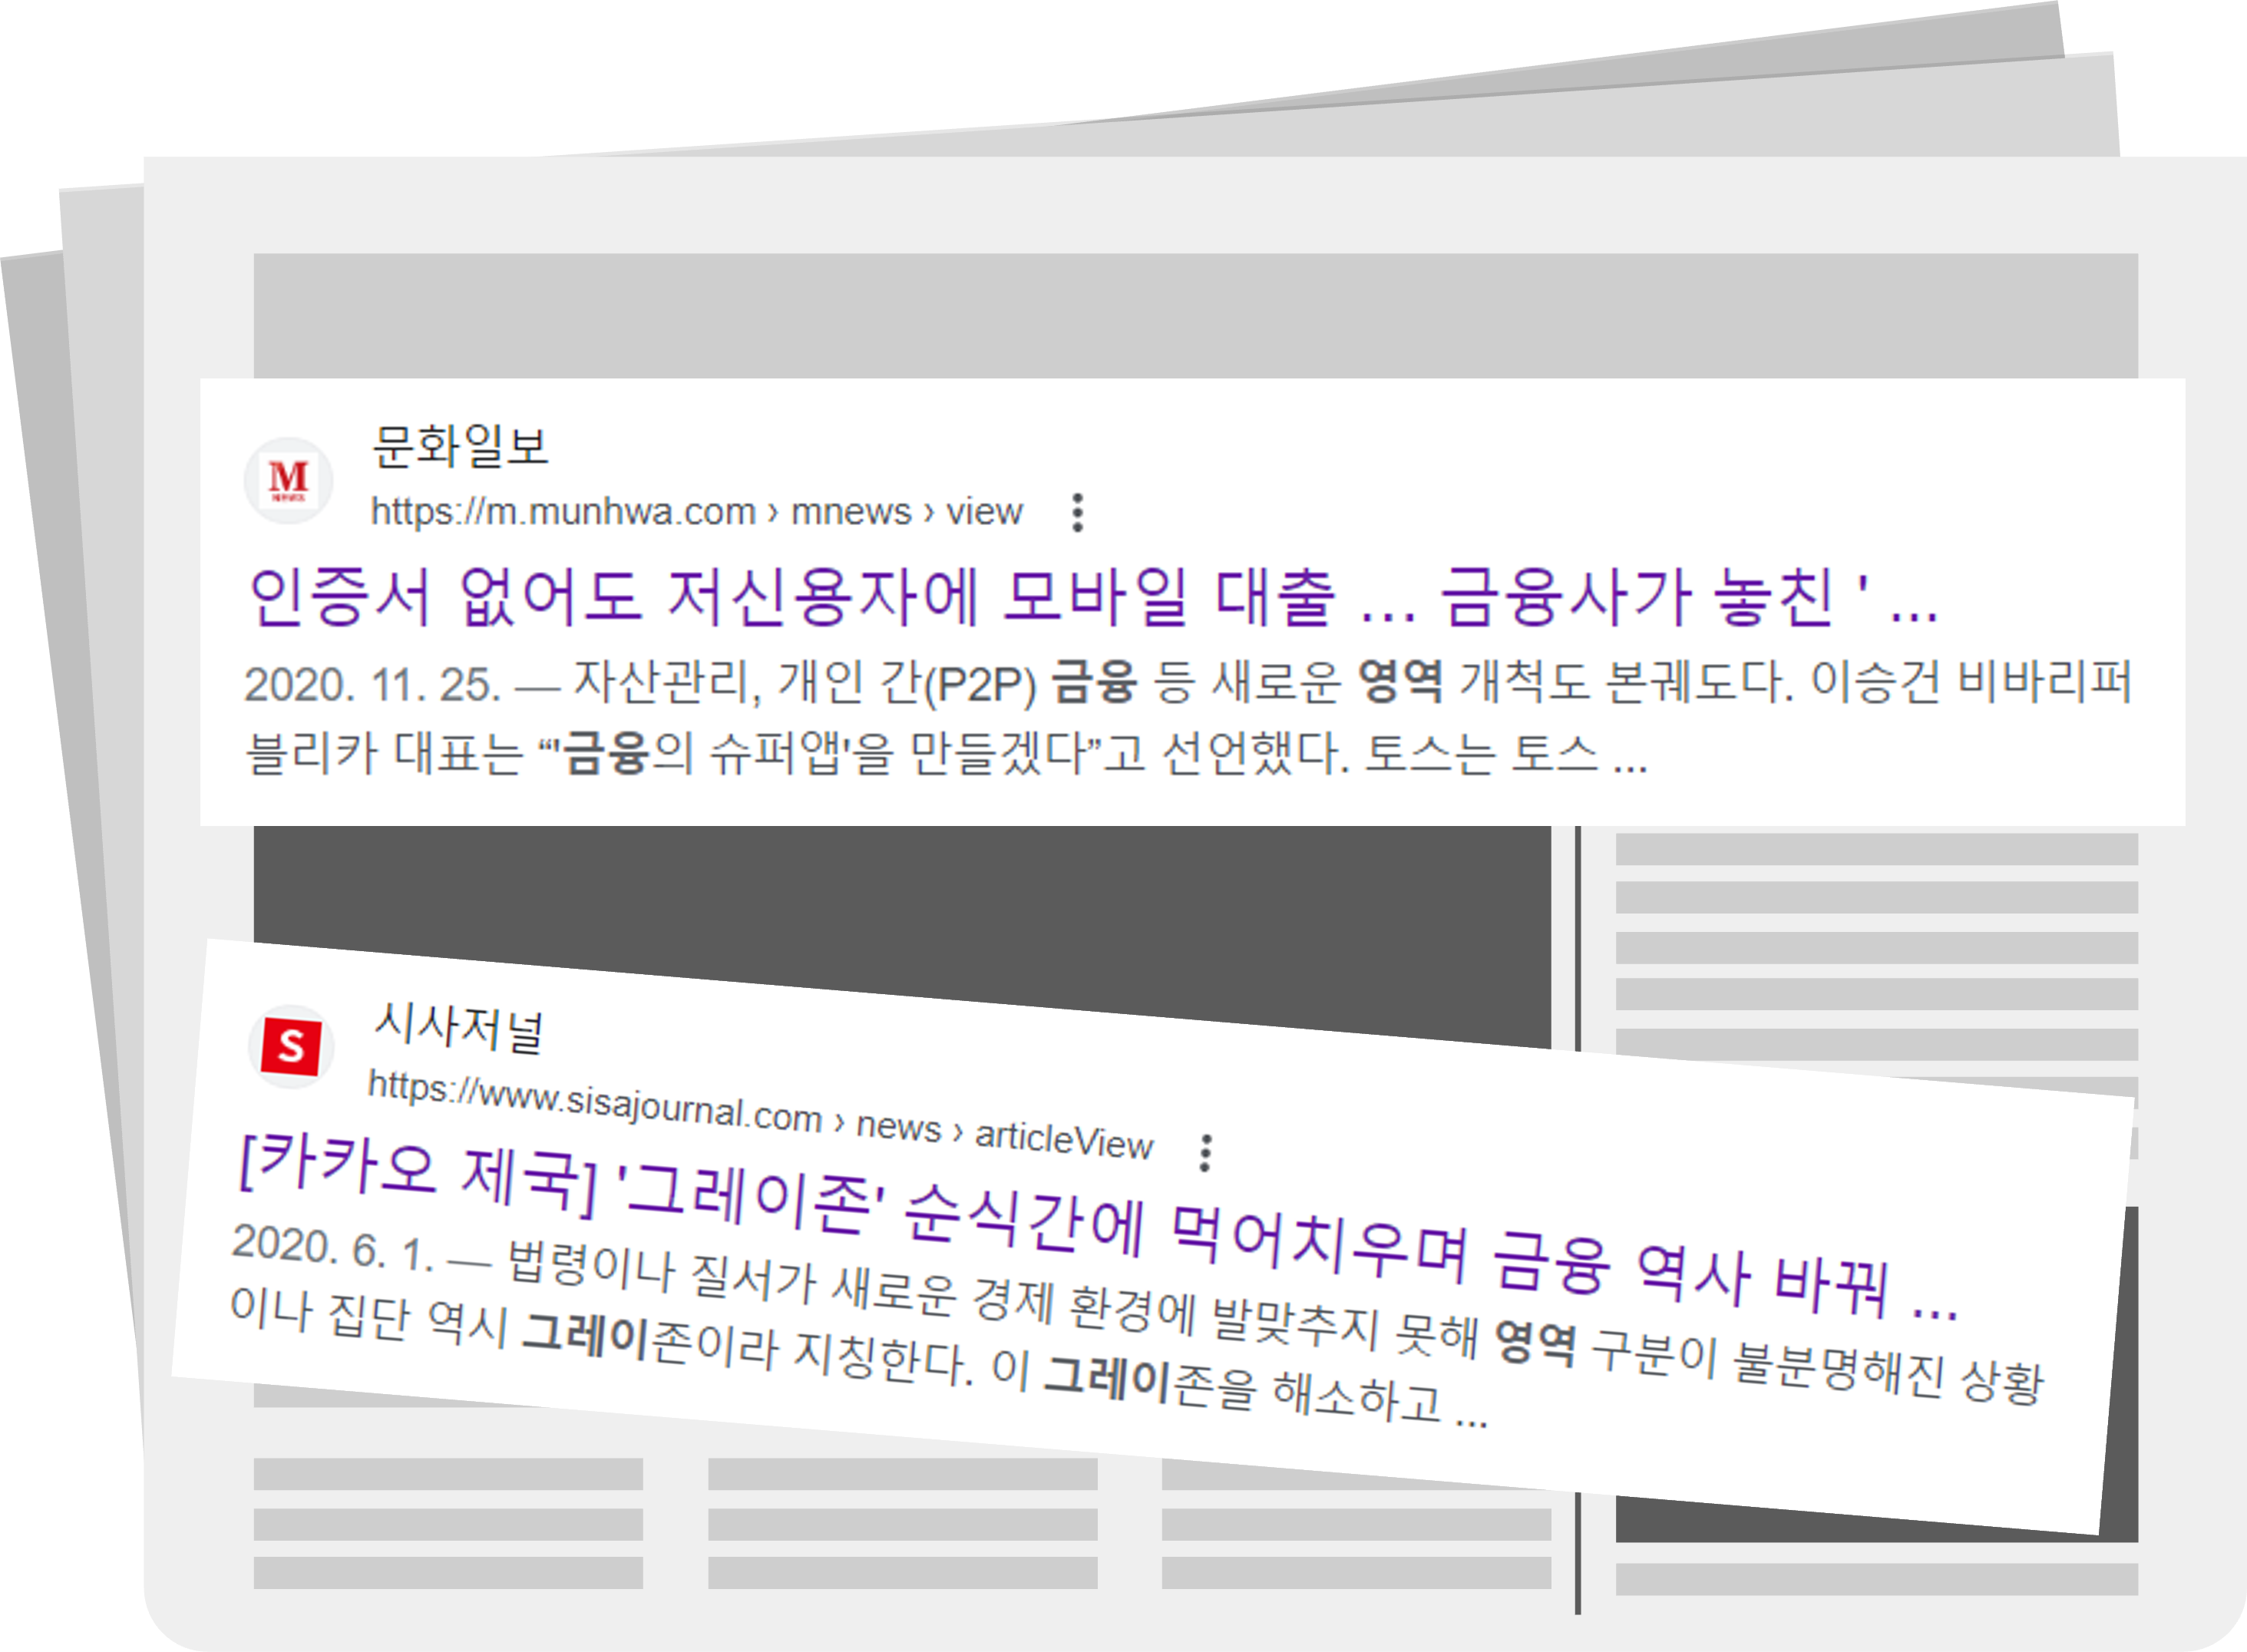 문화일보
https://m.munhwa.com › mnews › view
인증서 없어도 저신용자에 모바일 대출 ... 금융사가 놓친 ' ...
2020. 11. 25. — 자산관리, 개인 간(P2P) 금융 등 새로운 영역 개척도 본궤도다. 이승건 비바리퍼
블리카 대표는 “'금융의 슈퍼앱'을 만들겠다”고 선언했다. 토스는 토스 ...
시사저널
https://www.sisajournal.com › news › articleView
[카카오 제국] '그레이존' 순식간에 먹어치우며 금융 역사 바꿔 ...
2020. 6. 1. — 법령이나 질서가 새로운 경제 환경에 발맞추지 못해 영역 구분이 불분명해진 상황
이나 집단 역시 그레이존이라 지칭한다. 이 그레이존을 해소하고 ...
M
S